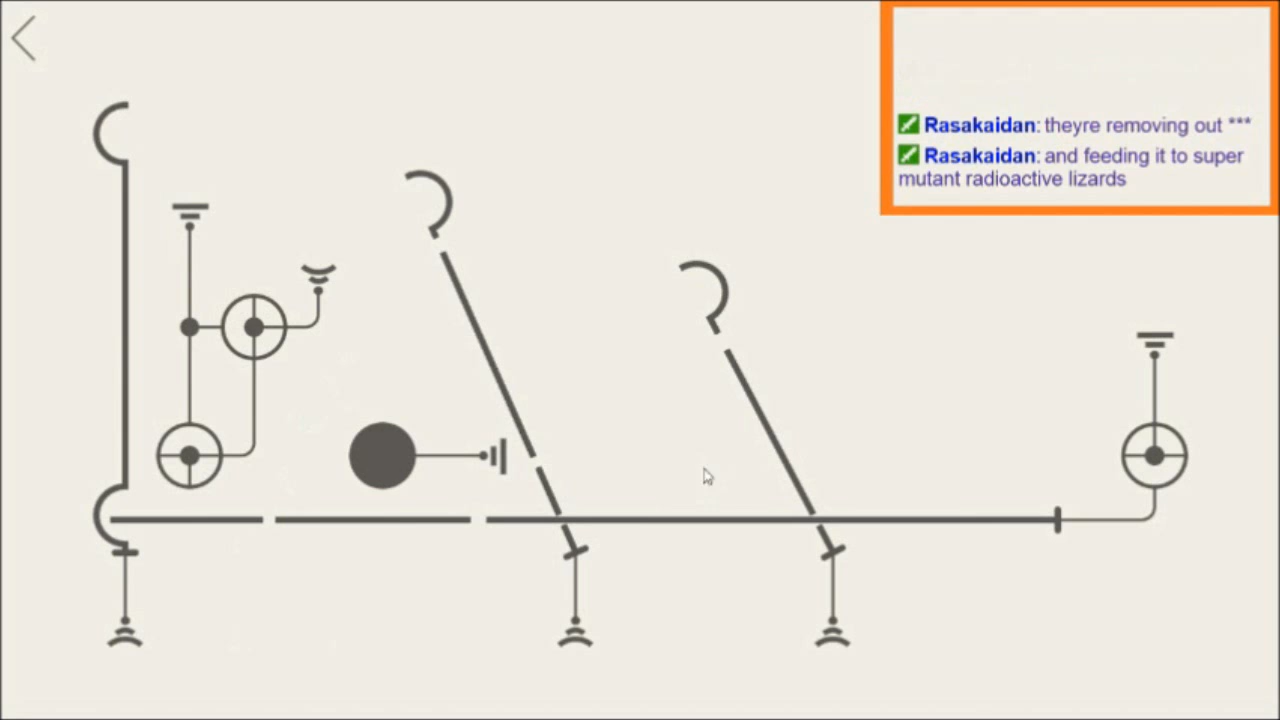 Rasakaidan: theyre removing out ***
Rasakaidan: and feeding it to super
mutant radioactive lizards